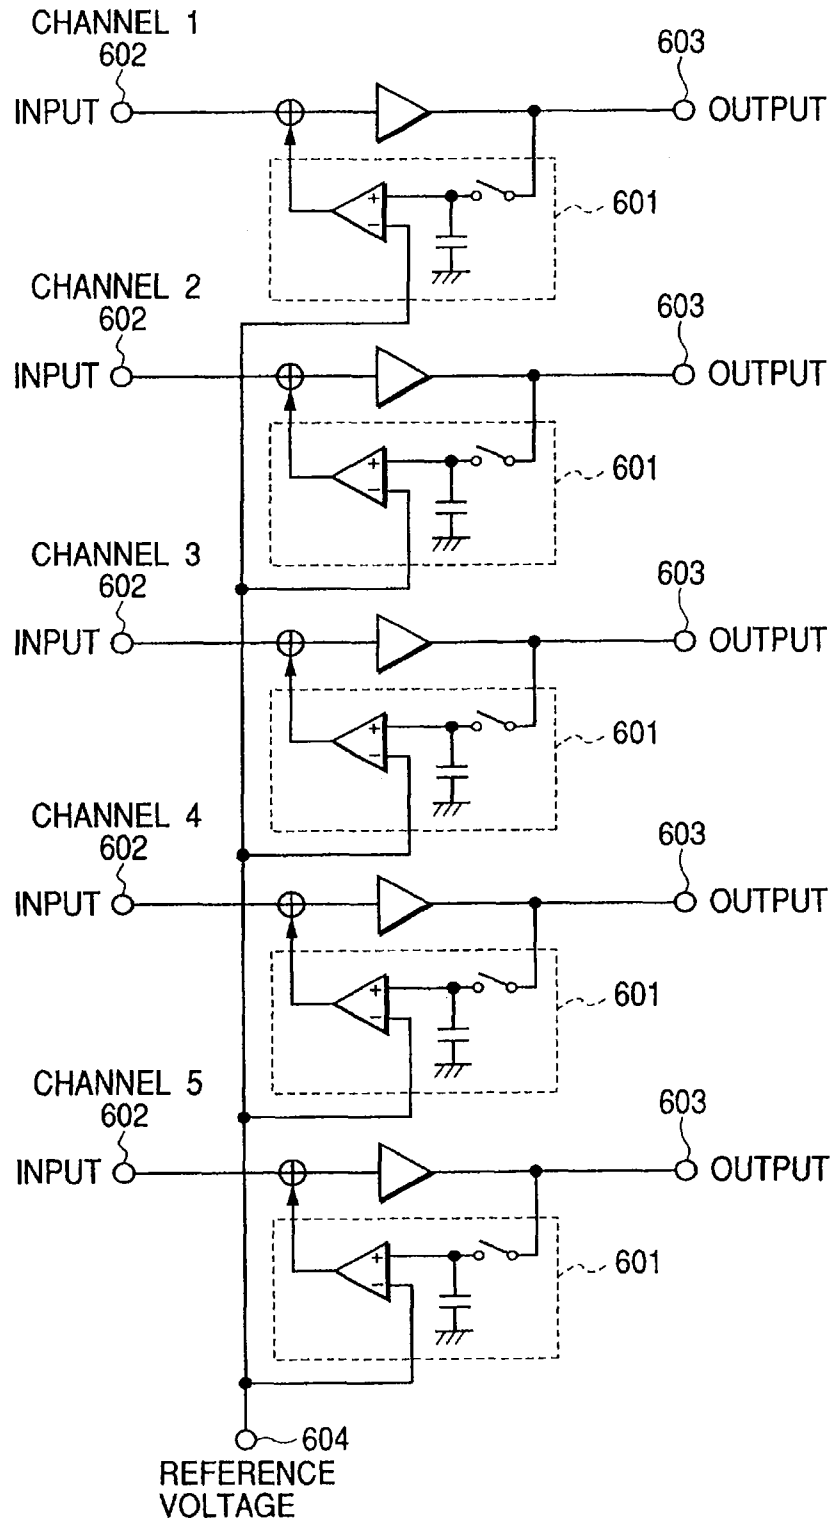 CHANNEL 1
602
603
INPUT
OUTPUT
+
−
601
CHANNEL 2
602
603
INPUT
OUTPUT
+
−
601
CHANNEL 3
602
603
INPUT
OUTPUT
+
−
601
CHANNEL 4
602
603
INPUT
OUTPUT
+
−
601
CHANNEL 5
602
603
INPUT
OUTPUT
+
−
601
604
REFERENCE
VOLTAGE